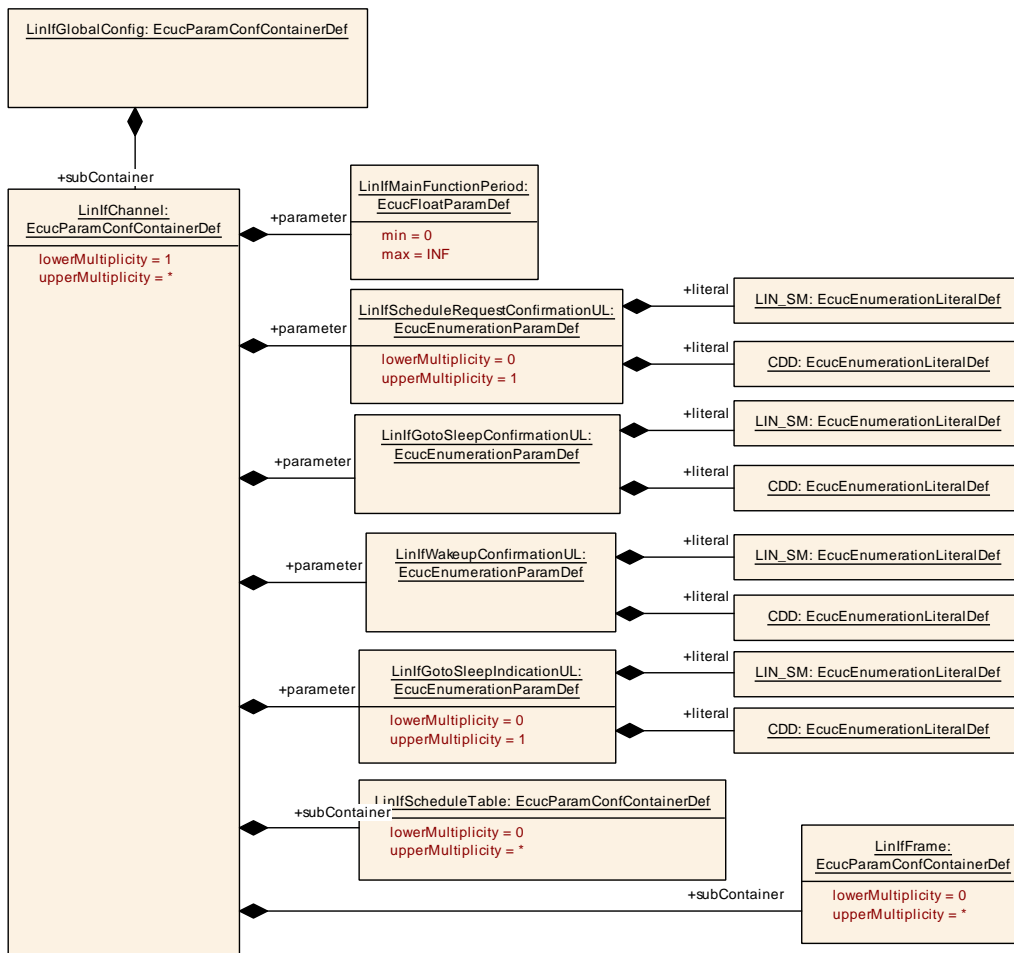 LinIfGlobalConfig: EcucParamConfContainerDef
+subContainer
LinIfChannel:
EcucParamConfContainerDef
lowerMultiplicity = 1
upperMultiplicity = *
+parameter
LinIfMainFunctionPeriod:
EcucFloatParamDef
min = 0
max = INF
+parameter
LinIfScheduleRequestConfirmationUL:
EcucEnumerationParamDef
lowerMultiplicity = 0
upperMultiplicity = 1
+literal
LIN_SM: EcucEnumerationLiteralDef
+literal
CDD: EcucEnumerationLiteralDef
+parameter
LinIfGotoSleepConfirmationUL:
EcucEnumerationParamDef
+literal
LIN_SM: EcucEnumerationLiteralDef
+literal
CDD: EcucEnumerationLiteralDef
+parameter
LinIfWakeupConfirmationUL:
EcucEnumerationParamDef
+literal
LIN_SM: EcucEnumerationLiteralDef
+literal
CDD: EcucEnumerationLiteralDef
+parameter
LinIfGotoSleepIndicationUL:
EcucEnumerationParamDef
lowerMultiplicity = 0
upperMultiplicity = 1
+literal
LIN_SM: EcucEnumerationLiteralDef
+literal
CDD: EcucEnumerationLiteralDef
+subContainer
LinIfScheduleTable: EcucParamConfContainerDef
lowerMultiplicity = 0
upperMultiplicity = *
+subContainer
LinIfFrame:
EcucParamConfContainerDef
lowerMultiplicity = 0
upperMultiplicity = *